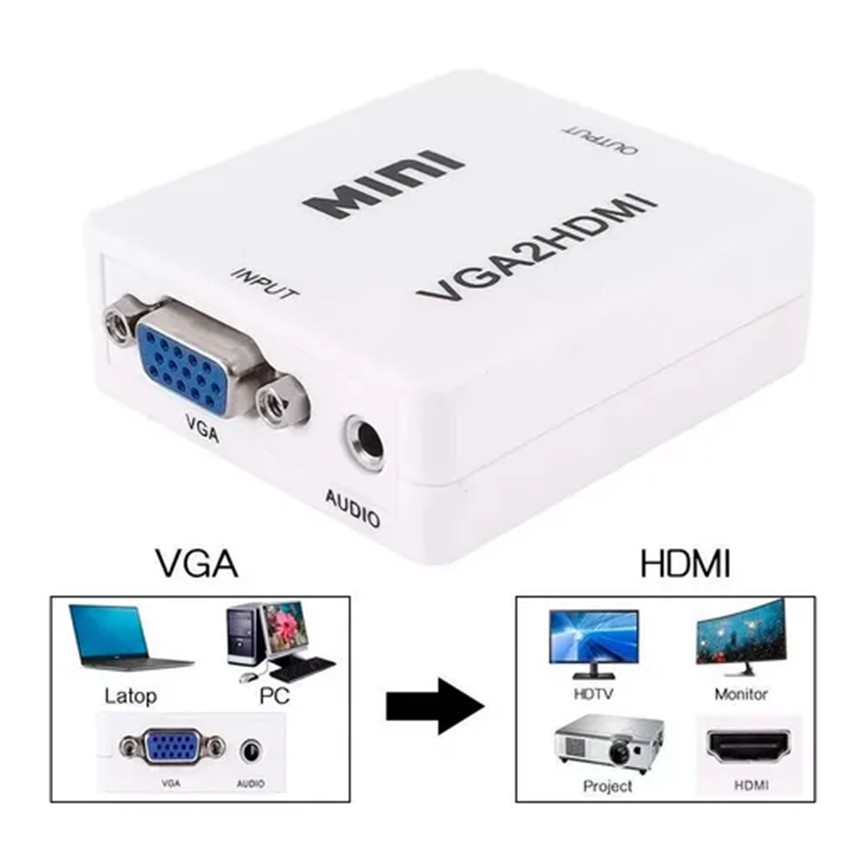 OUTPUT
MINI
VGA2HDMI
INPUT
VGA
AUDIO
VGA
HDMI
Latop
PC
VGA
AUDIO
HDTV
Monitor
Project
HDMI